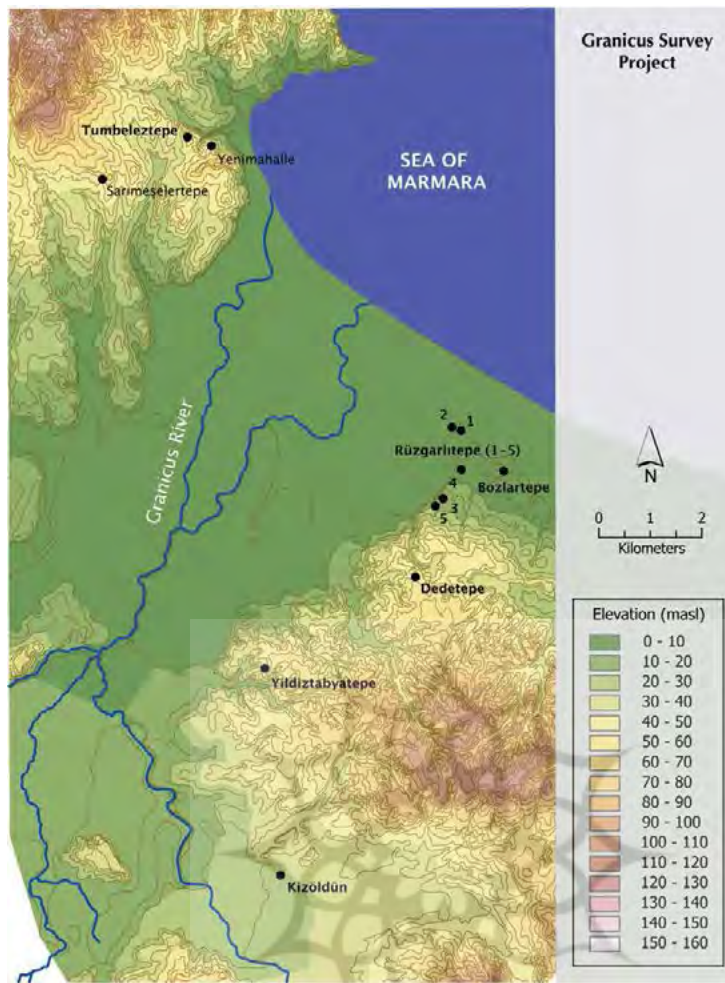 Granicus Survey
Project
Tumbeleztepe
Yenimahalle
Sarımeşelertepe
SEA OF
MARMARA
Granicus River
2
1
Rüzgarlıtepe (1-5)
Bozlartepe
4
3
5
Dedetepe
Yildiztabyatepe
Kızöldün
N
0 1 2
Kilometers
Elevation (masl)
0 - 10
10 - 20
20 - 30
30 - 40
40 - 50
50 - 60
60 - 70
70 - 80
80 - 90
90 - 100
100 - 110
110 - 120
120 - 130
130 - 140
140 - 150
150 - 160